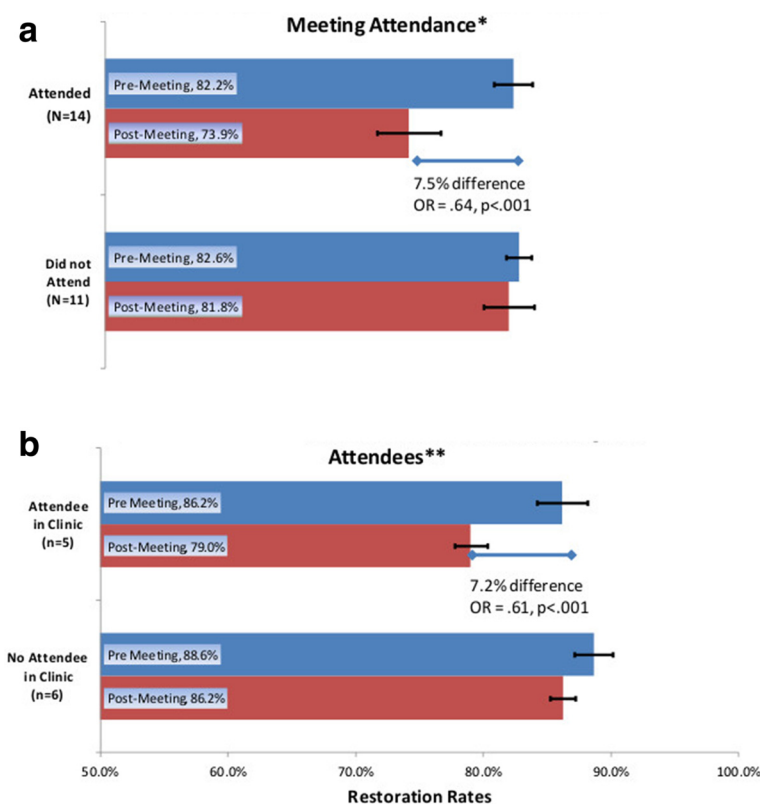 a
Meeting Attendance*
Attended
(N=14)
Pre-Meeting, 82.2%
Post-Meeting, 73.9%
7.5% difference
OR = .64, p<.001
Did not
Attend
(N=11)
Pre-Meeting, 82.6%
Post-Meeting, 81.8%
b
Attendees**
Attendee
in Clinic
(n=5)
Pre Meeting, 86.2%
Post-Meeting, 79.0%
7.2% difference
OR = .61, p<.001
No Attendee
in Clinic
(n=6)
Pre Meeting, 88.6%
Post-Meeting, 86.2%
50.0% 60.0% 70.0% 80.0% 90.0% 100.0%
Restoration Rates